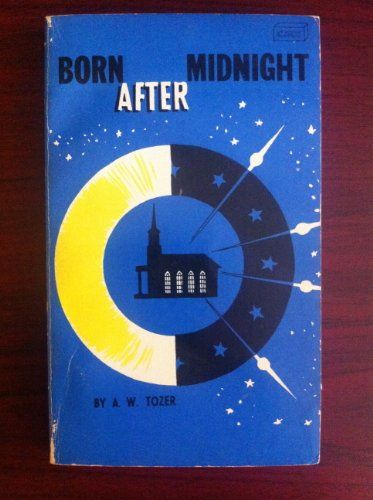 BORN MIDNIGHT
AFTER
BY A. W. TOZER